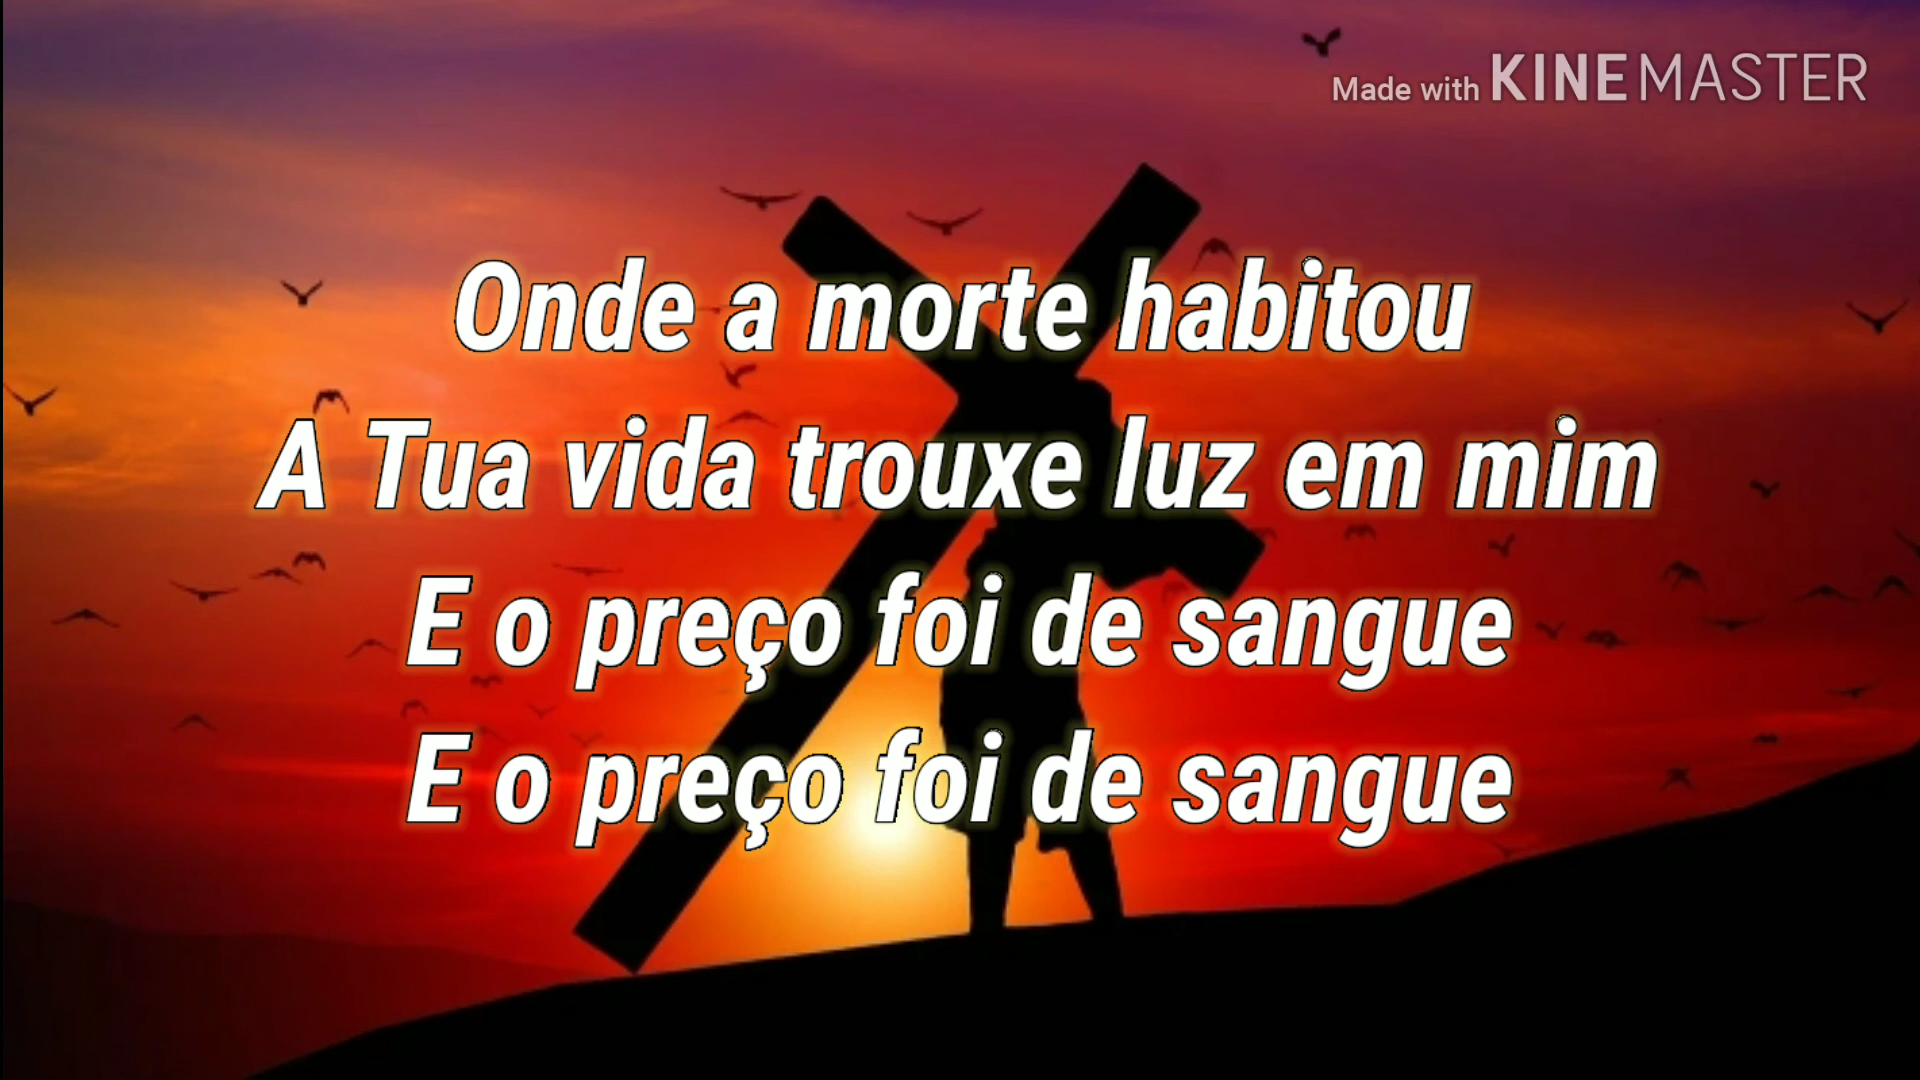 Made with KINEMASTER
Onde a morte habitou
A Tua vida trouxe luz em mim
E o preço foi de sangue
E o preço foi de sangue